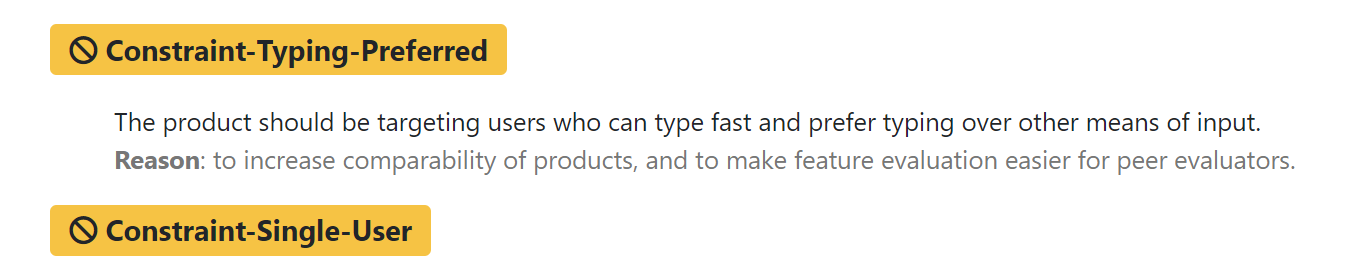 Constraint-Typing-Preferred
The product should be targeting users who can type fast and prefer typing over other means of input.
Reason: to increase comparability of products, and to make feature evaluation easier for peer evaluators.
Constraint-Single-User